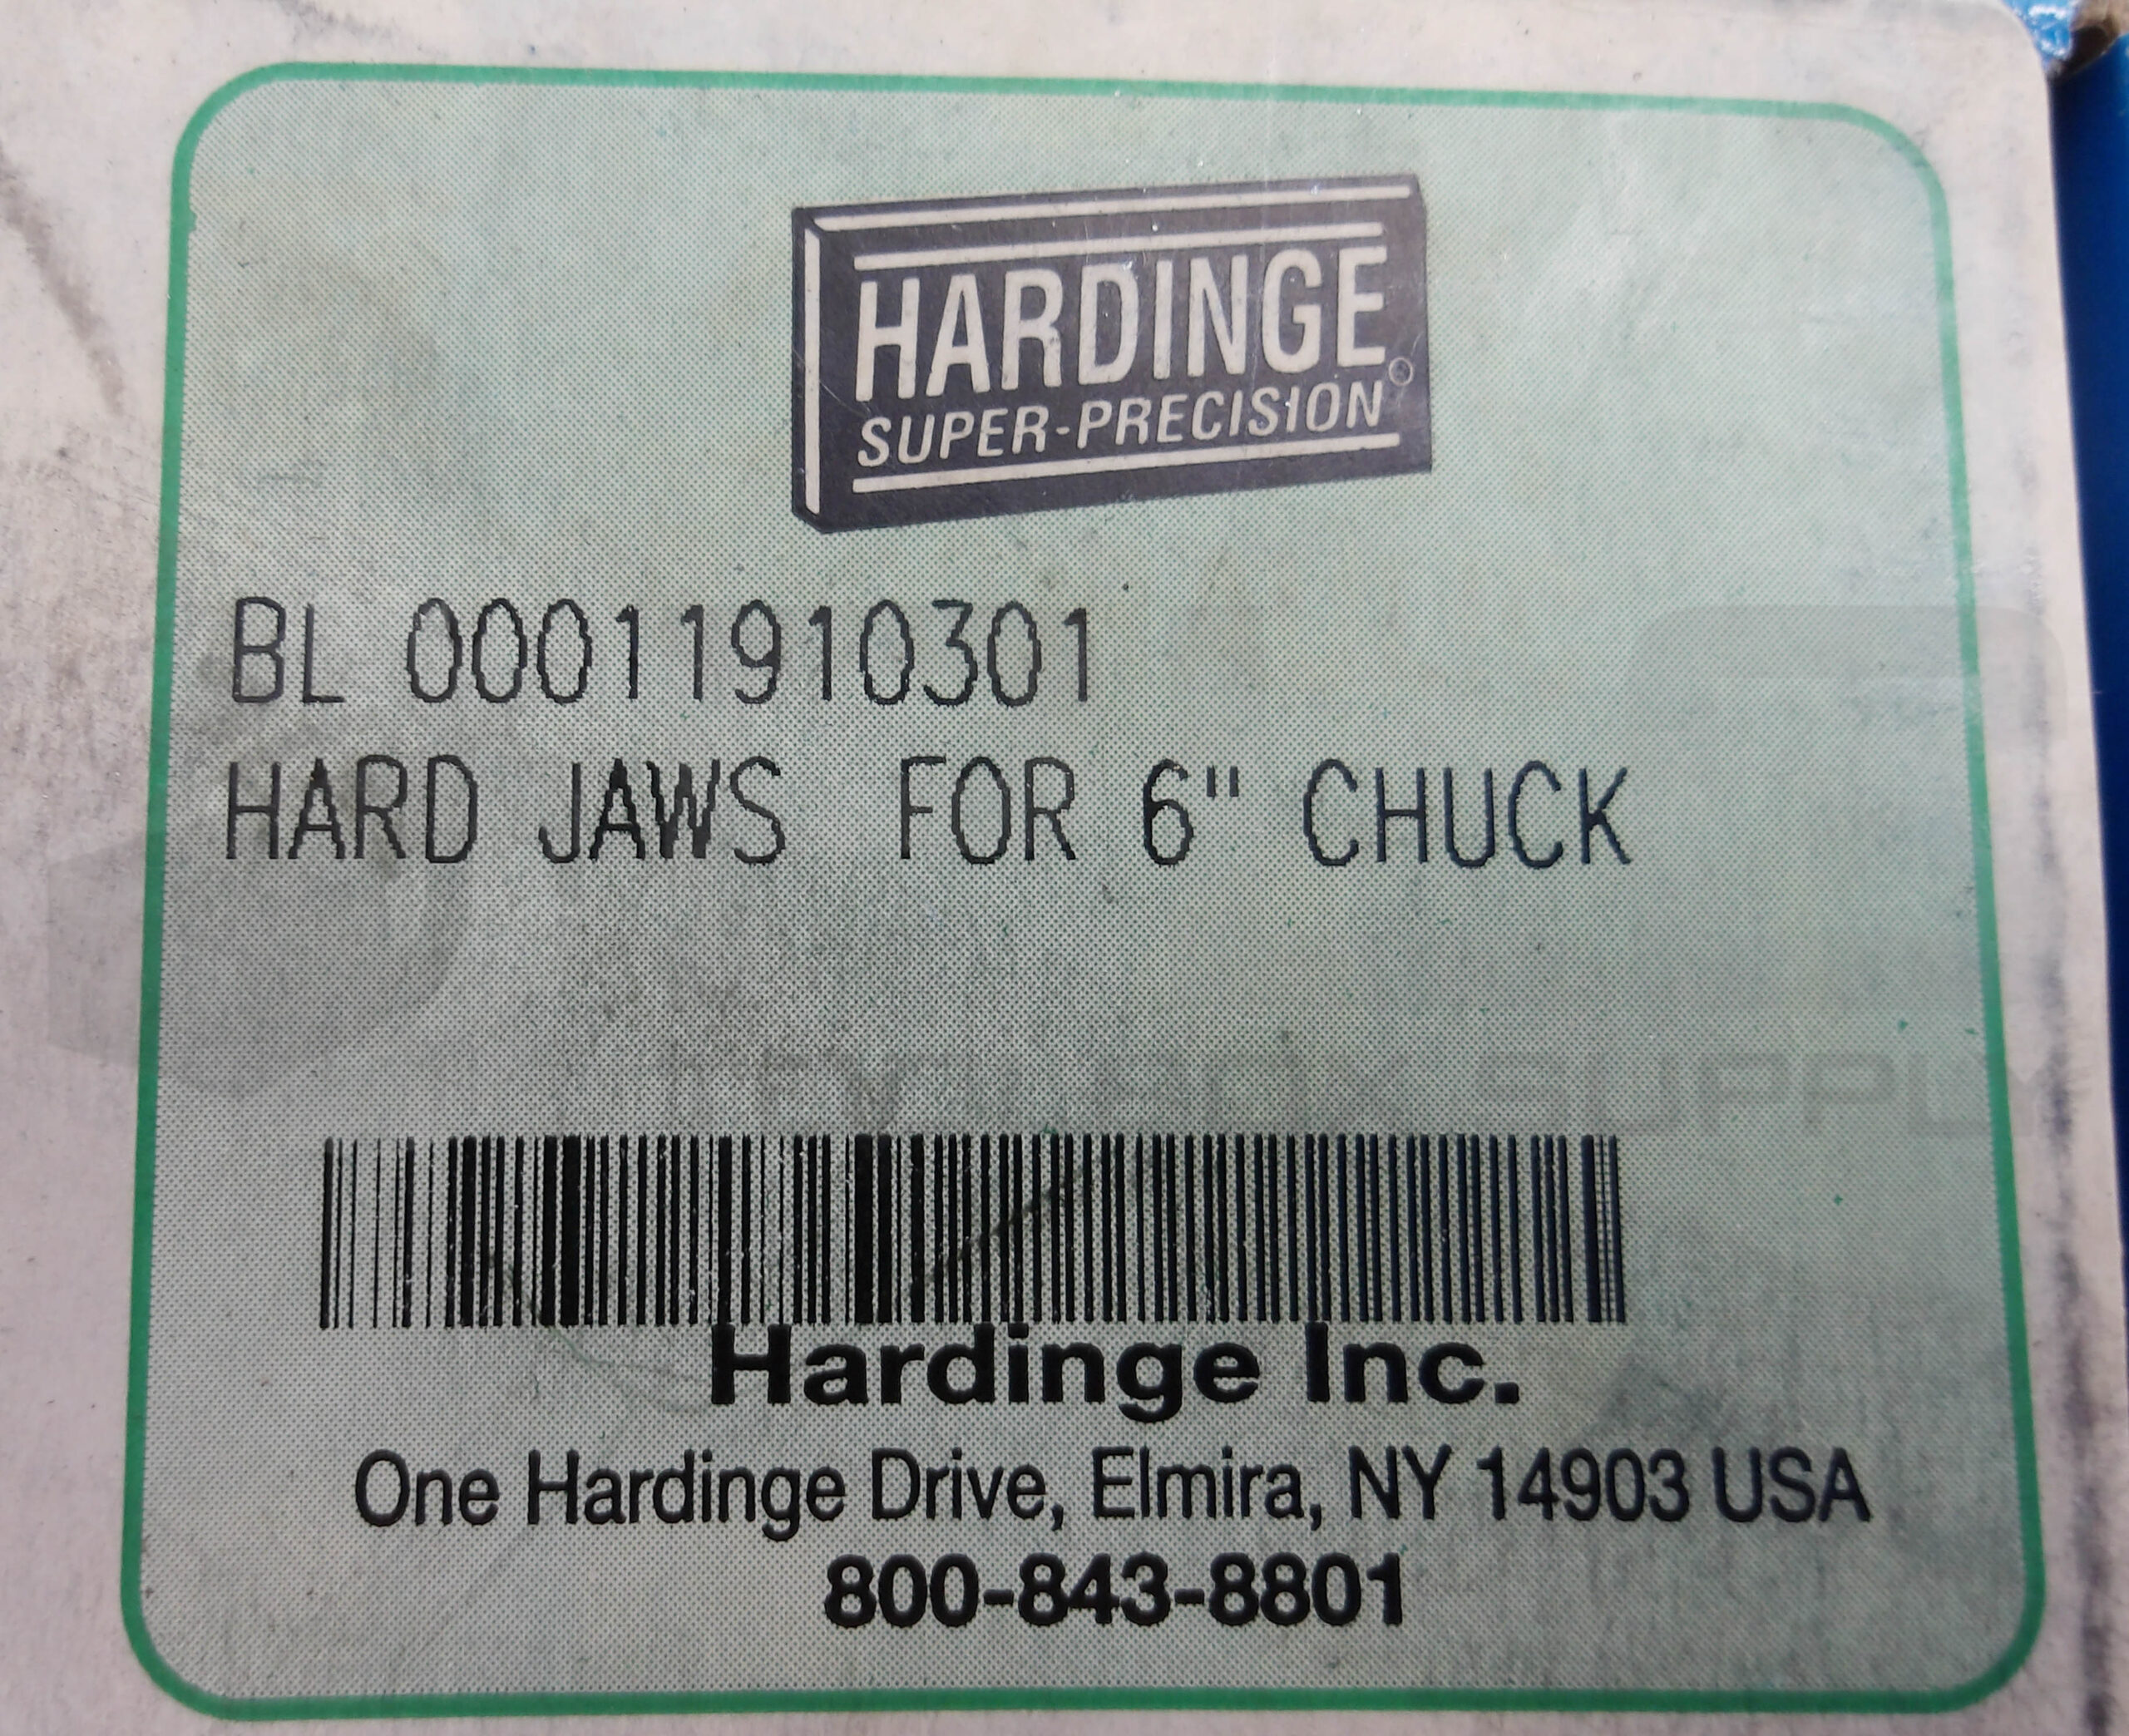 HARDINGE
SUPER-PRECISION®
BL 00011910301
HARD JAWS  FOR 6" CHUCK
SUPPLY
Hardinge Inc.
One Hardinge Drive, Elmira, NY 14903 USA
800-843-8801